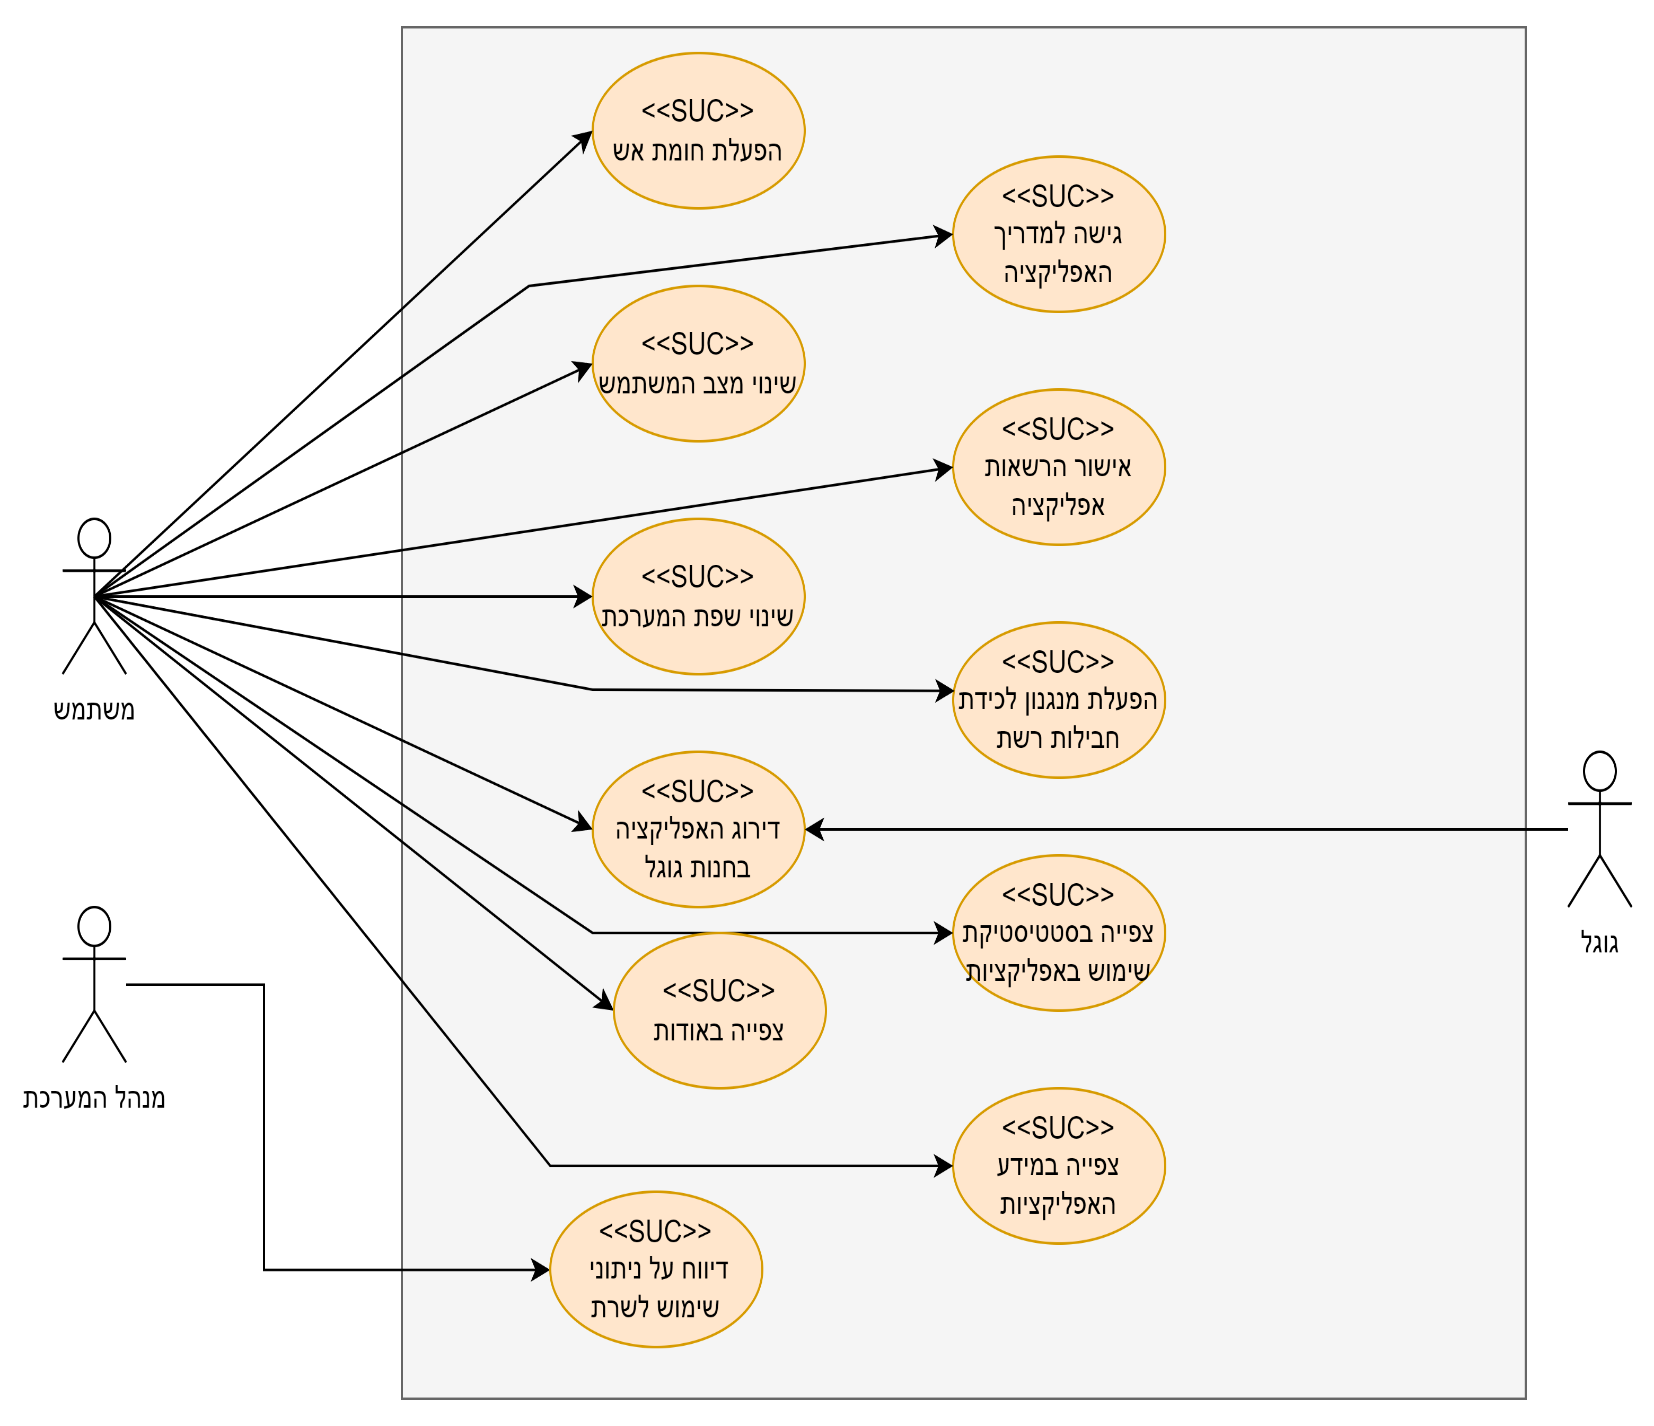 <<SUC>>
הפעלת חומת אש
<<SUC>>
גישה למדריך
האפליקציה
<<SUC>>
שינוי מצב המשתמש
<<SUC>>
אישור הרשאות
אפליקציה
<<SUC>>
שינוי שפת המערכת
<<SUC>>
הפעלת מנגנון לכידת
חבילות רשת
משתמש
<<SUC>>
דירוג האפליקציה
בחנות גוגל
<<SUC>>
צפייה בסטטיסטיקת
שימוש באפליקציות
גוגל
<<SUC>>
צפייה באודות
מנהל המערכת
<<SUC>>
צפייה במידע
האפליקציות
<<SUC>>
דיווח על ניתוני
שימוש לשרת